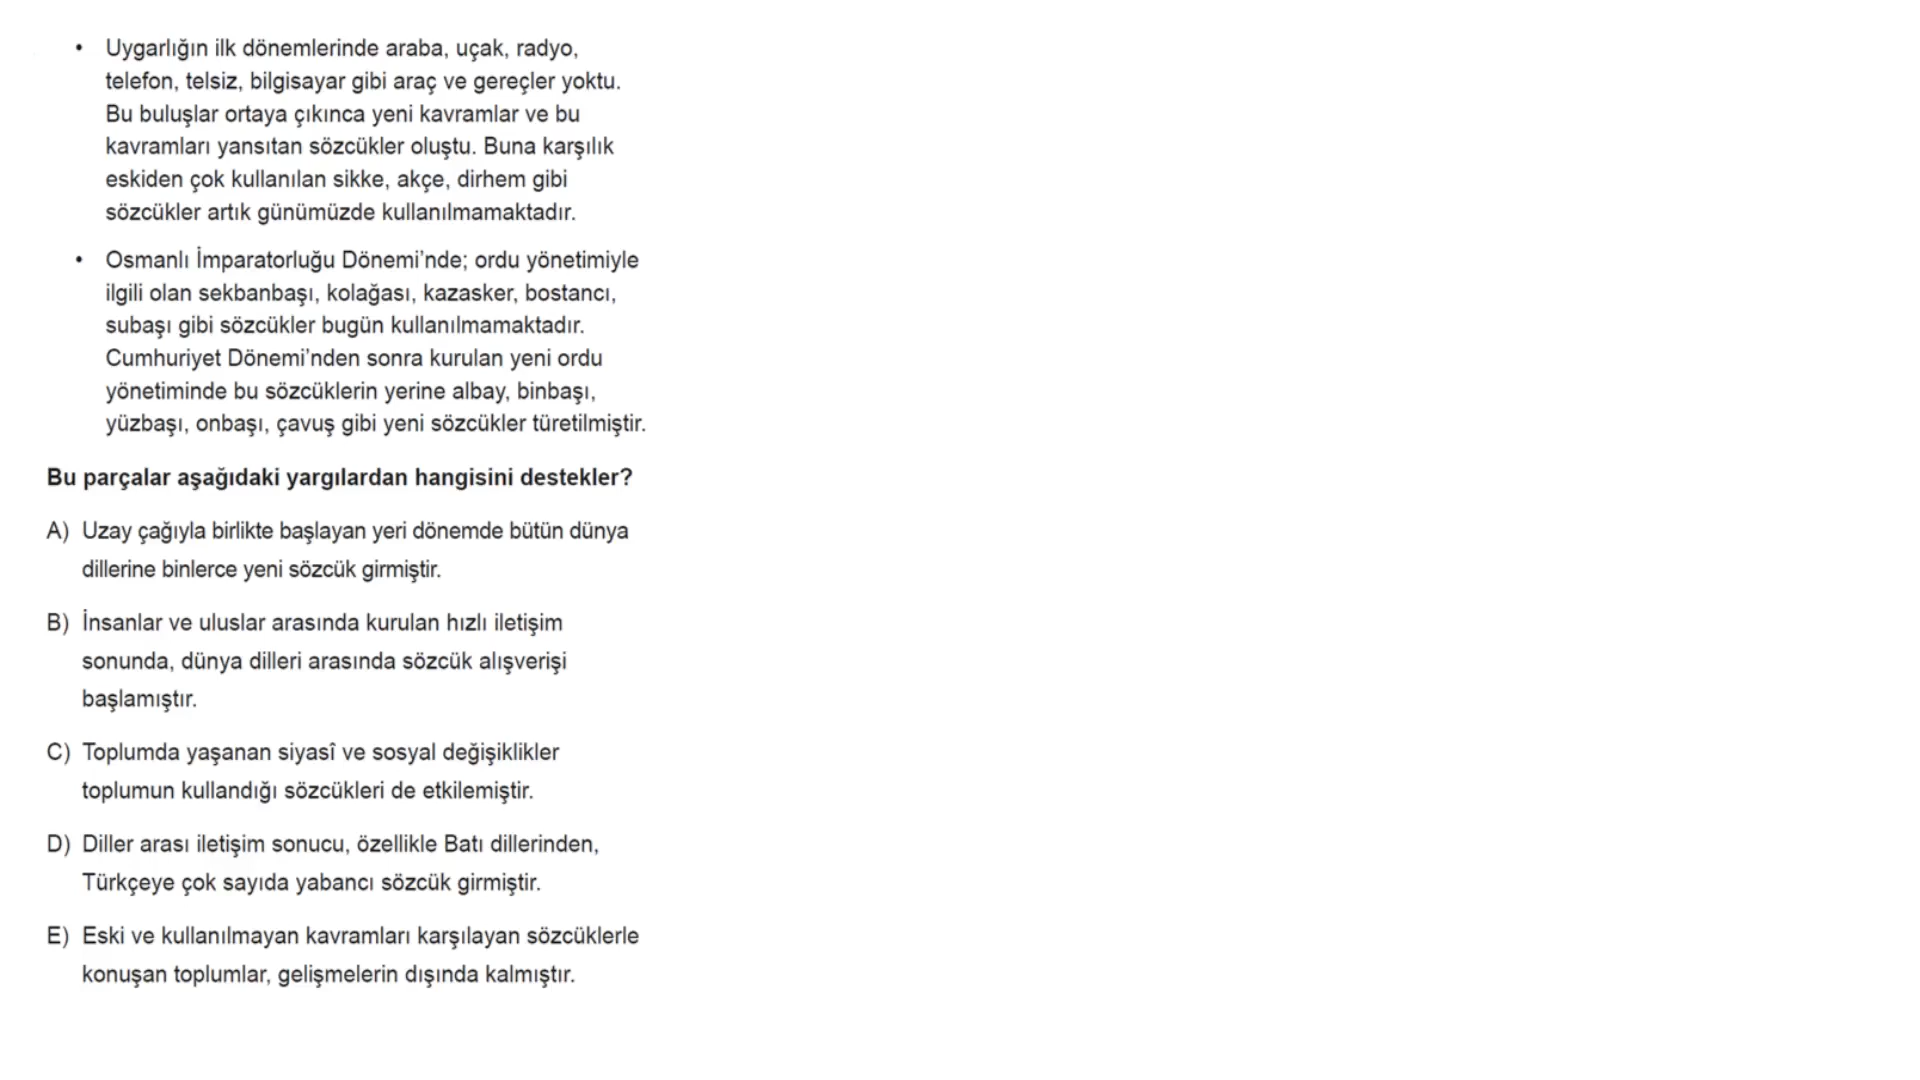 • Uygarlığın ilk dönemlerinde araba, uçak, radyo,
telefon, telsiz, bilgisayar gibi araç ve gereçler yoktu.
Bu buluşlar ortaya çıkınca yeni kavramlar ve bu
kavramları yansıtan sözcükler oluştu. Buna karşılık
eskiden çok kullanılan sikke, akçe, dirhem gibi
sözcükler artık günümüzde kullanılmamaktadır.
• Osmanlı İmparatorluğu Dönemi’nde; ordu yönetimiyle
ilgili olan sekbanbaşı, kolağası, kazasker, bostancı,
subaşı gibi sözcükler bugün kullanılmamaktadır.
Cumhuriyet Dönemi’nden sonra kurulan yeni ordu
yönetiminde bu sözcüklerin yerine albay, binbaşı,
yüzbaşı, onbaşı, çavuş gibi yeni sözcükler türetilmiştir.
Bu parçalar aşağıdaki yargılardan hangisini destekler?
A) Uzay çağıyla birlikte başlayan yeri dönemde bütün dünya
dillerine binlerce yeni sözcük girmiştir.
B) İnsanlar ve uluslar arasında kurulan hızlı iletişim
sonunda, dünya dilleri arasında sözcük alışverişi
başlamıştır.
C) Toplumda yaşanan siyasî ve sosyal değişiklikler
toplumun kullandığı sözcükleri de etkilemiştir.
D) Diller arası iletişim sonucu, özellikle Batı dillerinden,
Türkçeye çok sayıda yabancı sözcük girmiştir.
E) Eski ve kullanılmayan kavramları karşılayan sözcüklerle
konuşan toplumlar, gelişmelerin dışında kalmıştır.